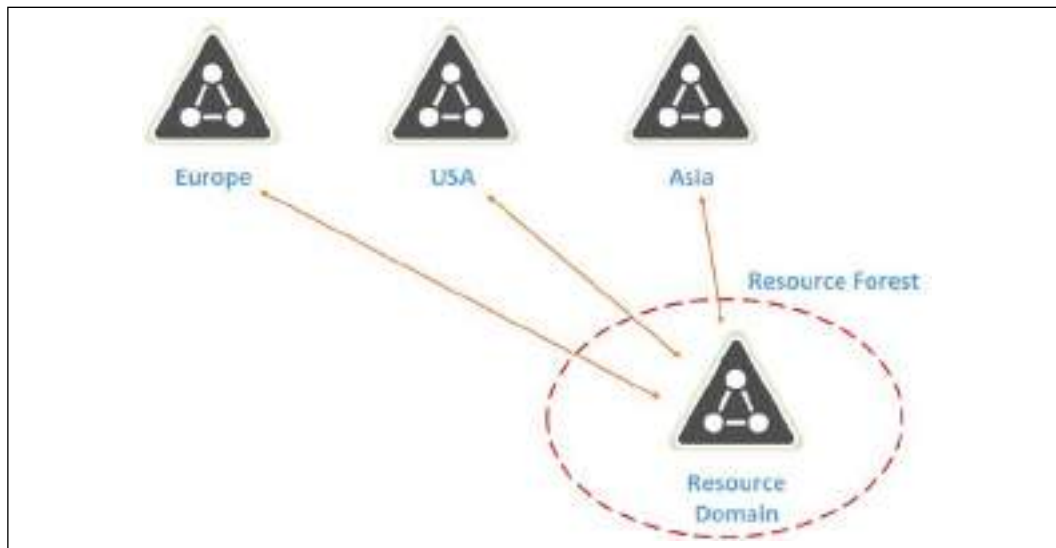 Europe
USA
Asia
Resource Forest
Resource
Domain